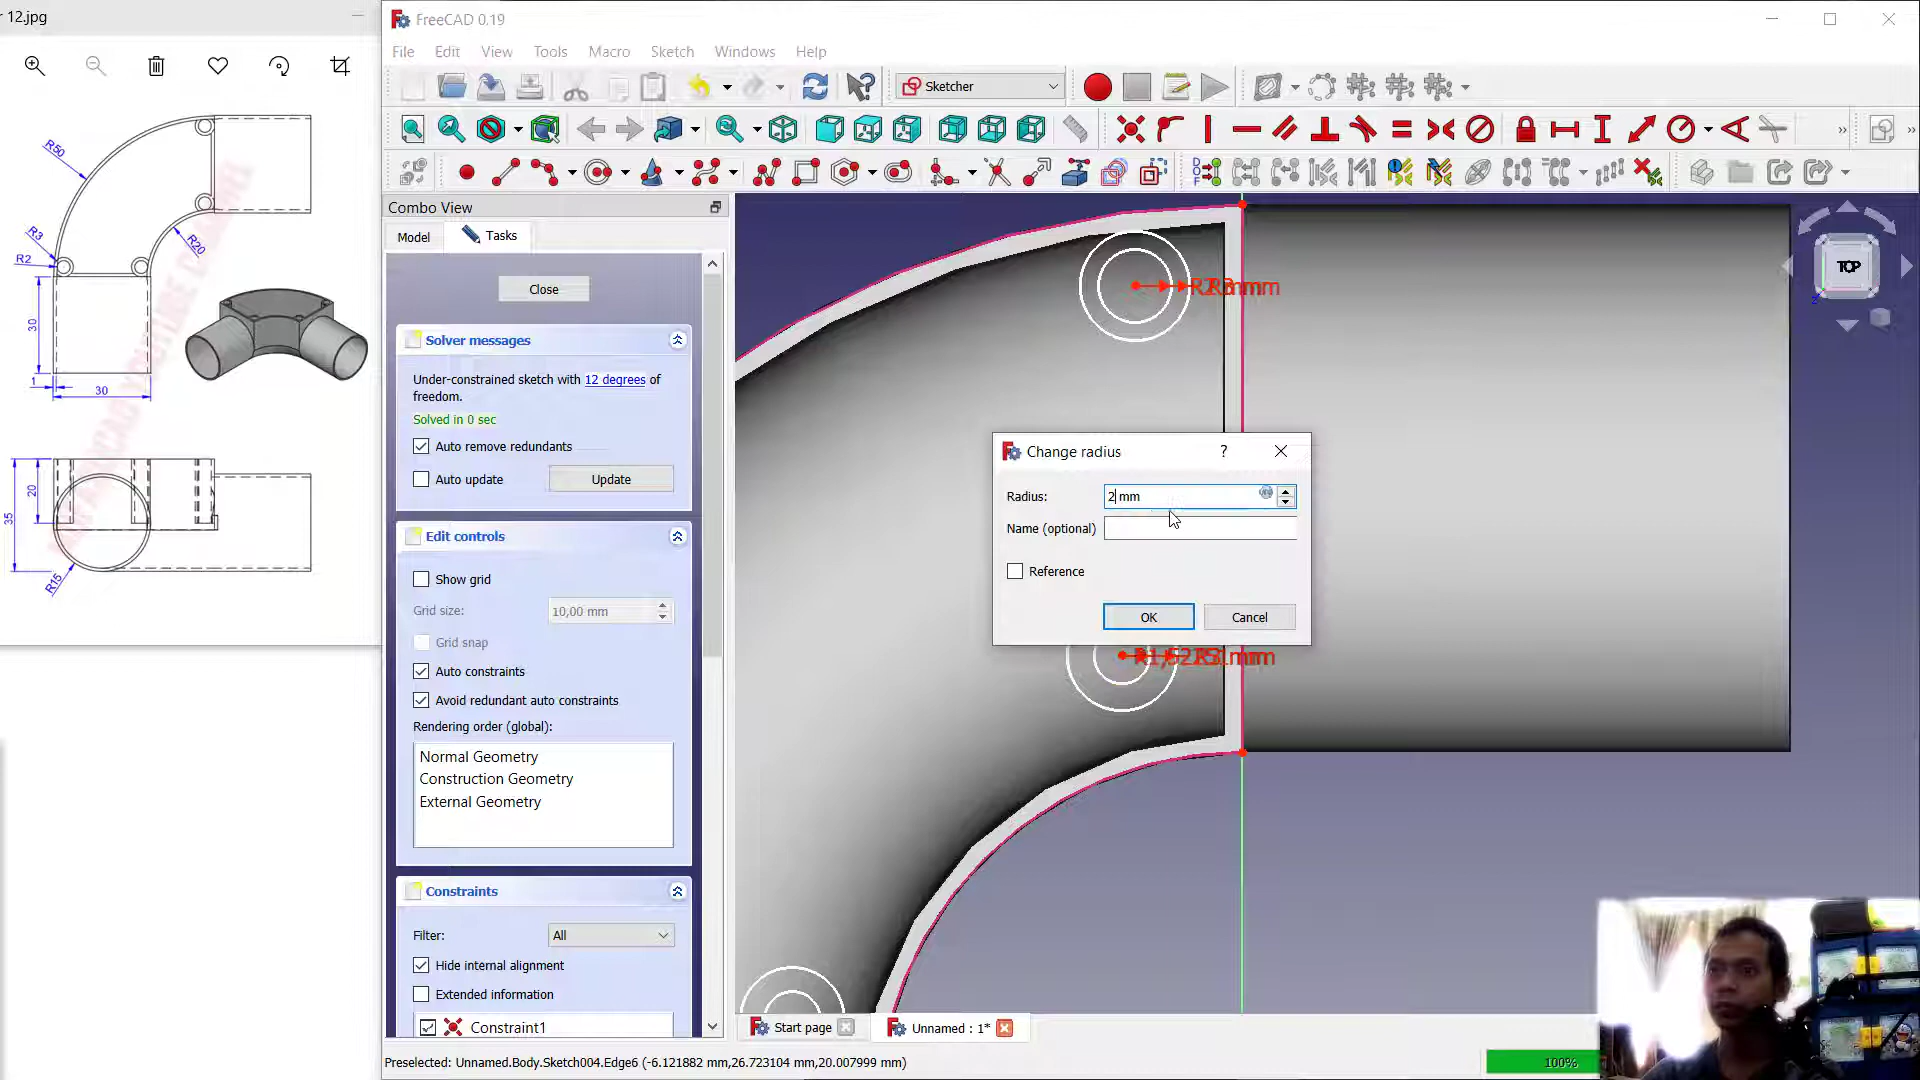 12.jpg
FreeCAD 0.19
File Edit View Tools Macro Sketch Windows Help
Sketcher
Combo View
Model
Tasks
Close
Solver messages
Under-constrained sketch with 12 degrees of
freedom.
Solved in 0 sec
Auto remove redundants
Auto update
Update
Edit controls
Show grid
Grid size:
10,00 mm
Grid snap
Auto constraints
Avoid redundant auto constraints
Rendering order (global):
Normal Geometry
Construction Geometry
External Geometry
Constraints
Filter:
All
Hide internal alignment
Extended information
Constraint1
R50
R3
R2
R20
30
1
30
20
35
R15
Change radius
?
Radius:
2 mm
Name (optional)
Reference
OK
Cancel
TOP
Start page
Unnamed : 1*
Preselected: Unnamed.Body.Sketch004.Edge6 (-6.121882 mm,26.723104 mm,20.007999 mm)
100%